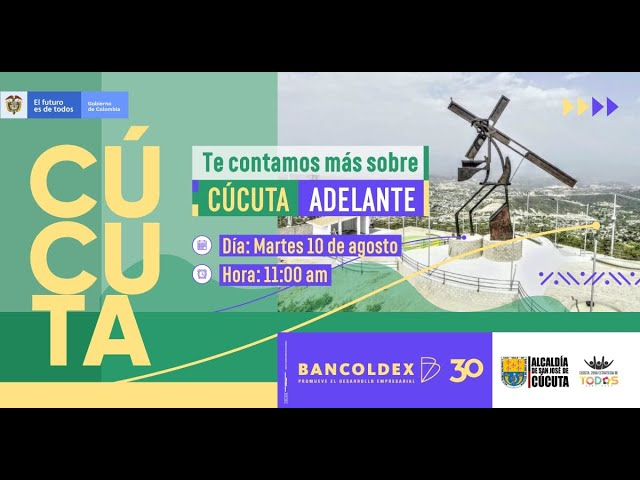 El futuro
es de todos
Gobierno
de Colombia
CÚ
CU
TA
Te contamos más sobre
CÚCUTA ADELANTE
Día: Martes 10 de agosto
Hora: 11:00 am
BANCOLDEX
PROMUEVE EL DESARROLLO EMPRESARIAL
30
ALCALDÍA
DE SAN JOSÉ DE
CÚCUTA
TODOS